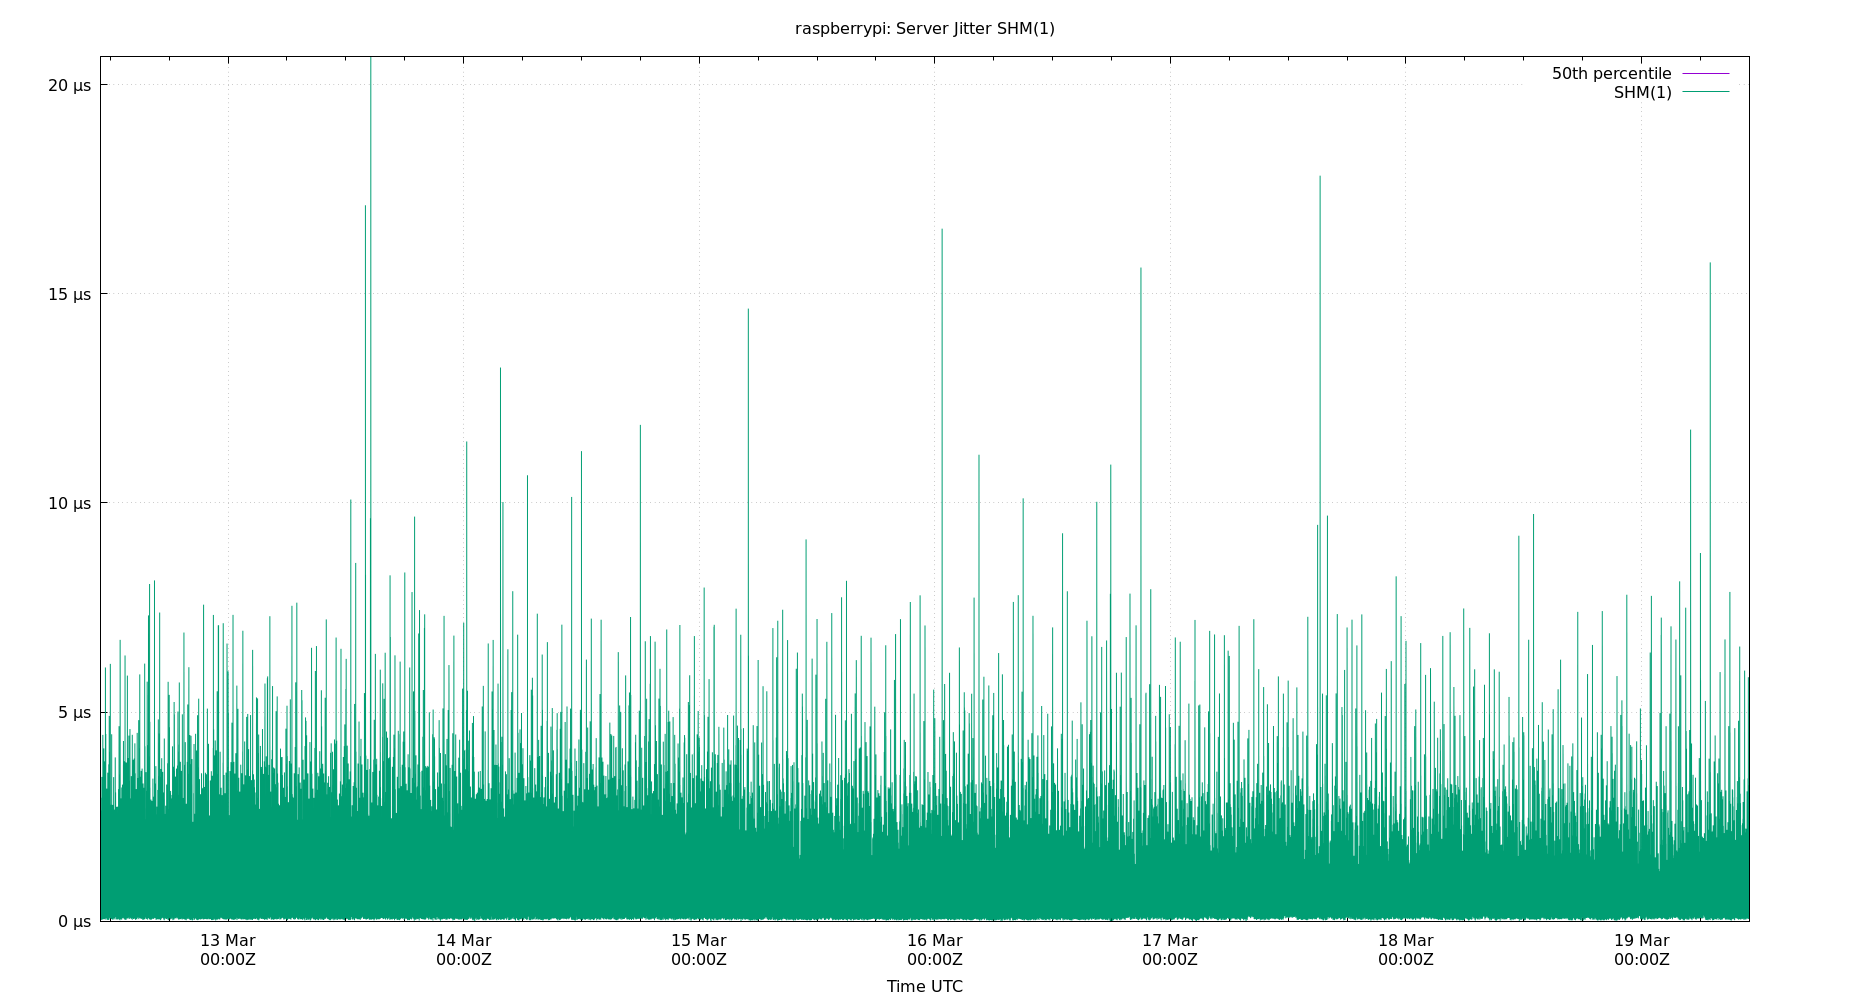 raspberrypi: Server Jitter SHM(1)
50th percentile
SHM(1)
20 µs
15 µs
10 µs
5 µs
0 µs
13 Mar 14 Mar 15 Mar 16 Mar 17 Mar 18 Mar 19 Mar
00:00Z 00:00Z 00:00Z 00:00Z 00:00Z 00:00Z 00:00Z
Time UTC